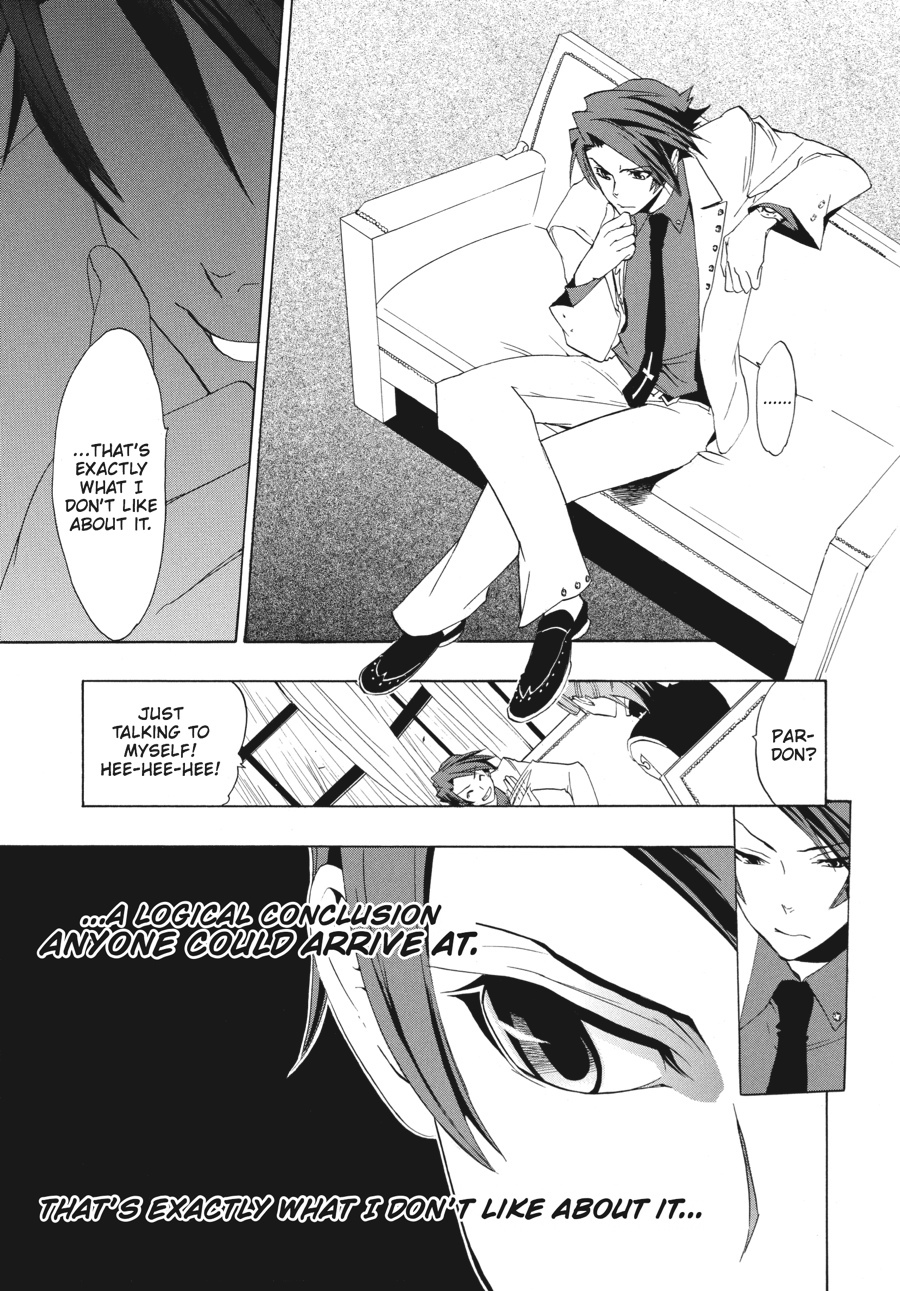 ......
...THAT'S
EXACTLY
WHAT I
DON'T LIKE
ABOUT IT.
PAR-
DON?
JUST
TALKING TO
MYSELF!
HEE-HEE-HEE!
...A LOGICAL CONCLUSION
ANYONE COULD ARRIVE AT.
THAT'S EXACTLY WHAT I DON'T LIKE ABOUT IT...